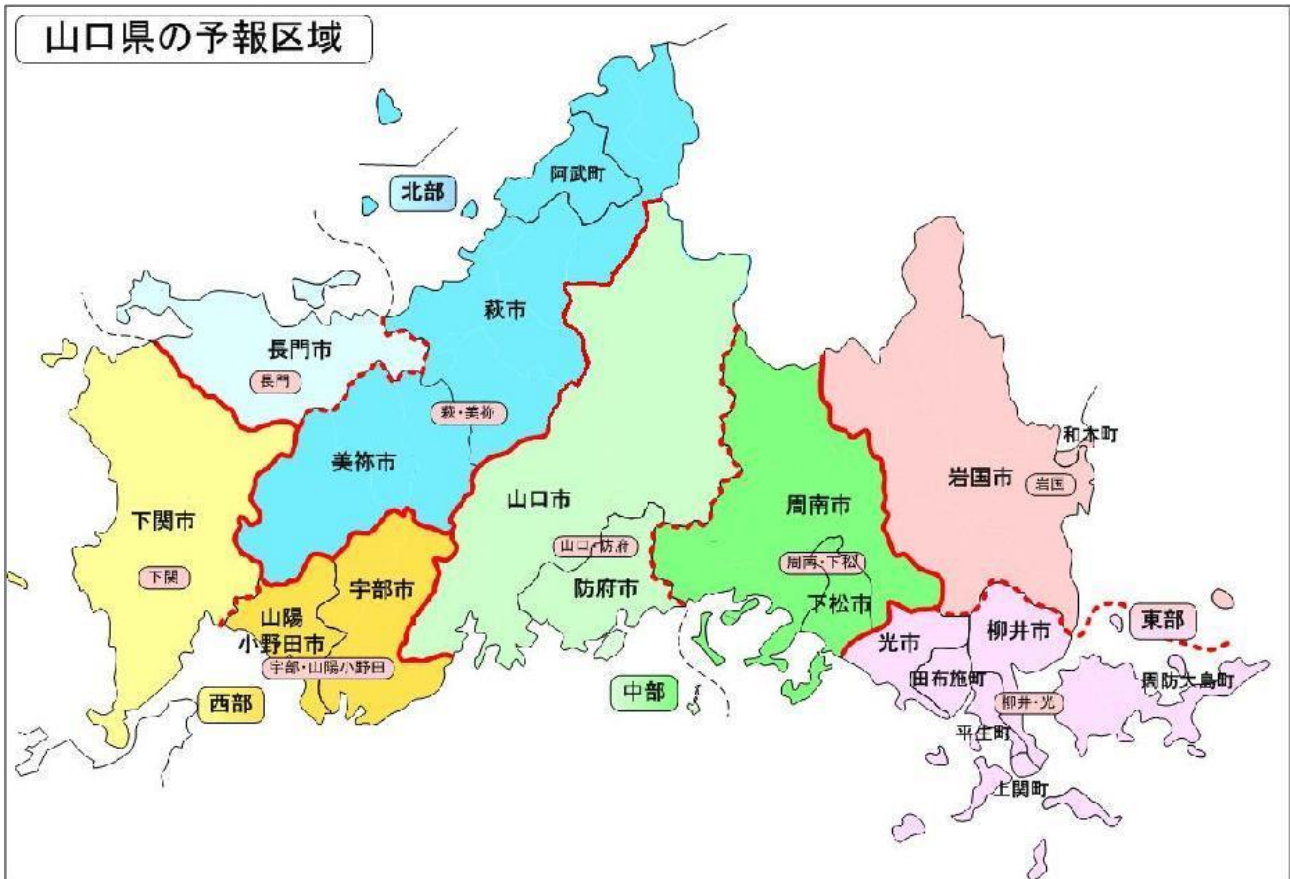 山口県の予報区域
阿武町
北部
萩市
長門市
長門
萩・美祢
和木町
美祢市
岩国市
岩国
山口市
周南市
下関市
山口・防府
周南・下松
下関
宇部市
防府市
下松市
山陽
小野田市
光市
柳井市
東部
宇部・山陽小野田
田布施町
周防大島町
西部
中部
柳井・光
平生町
上関町